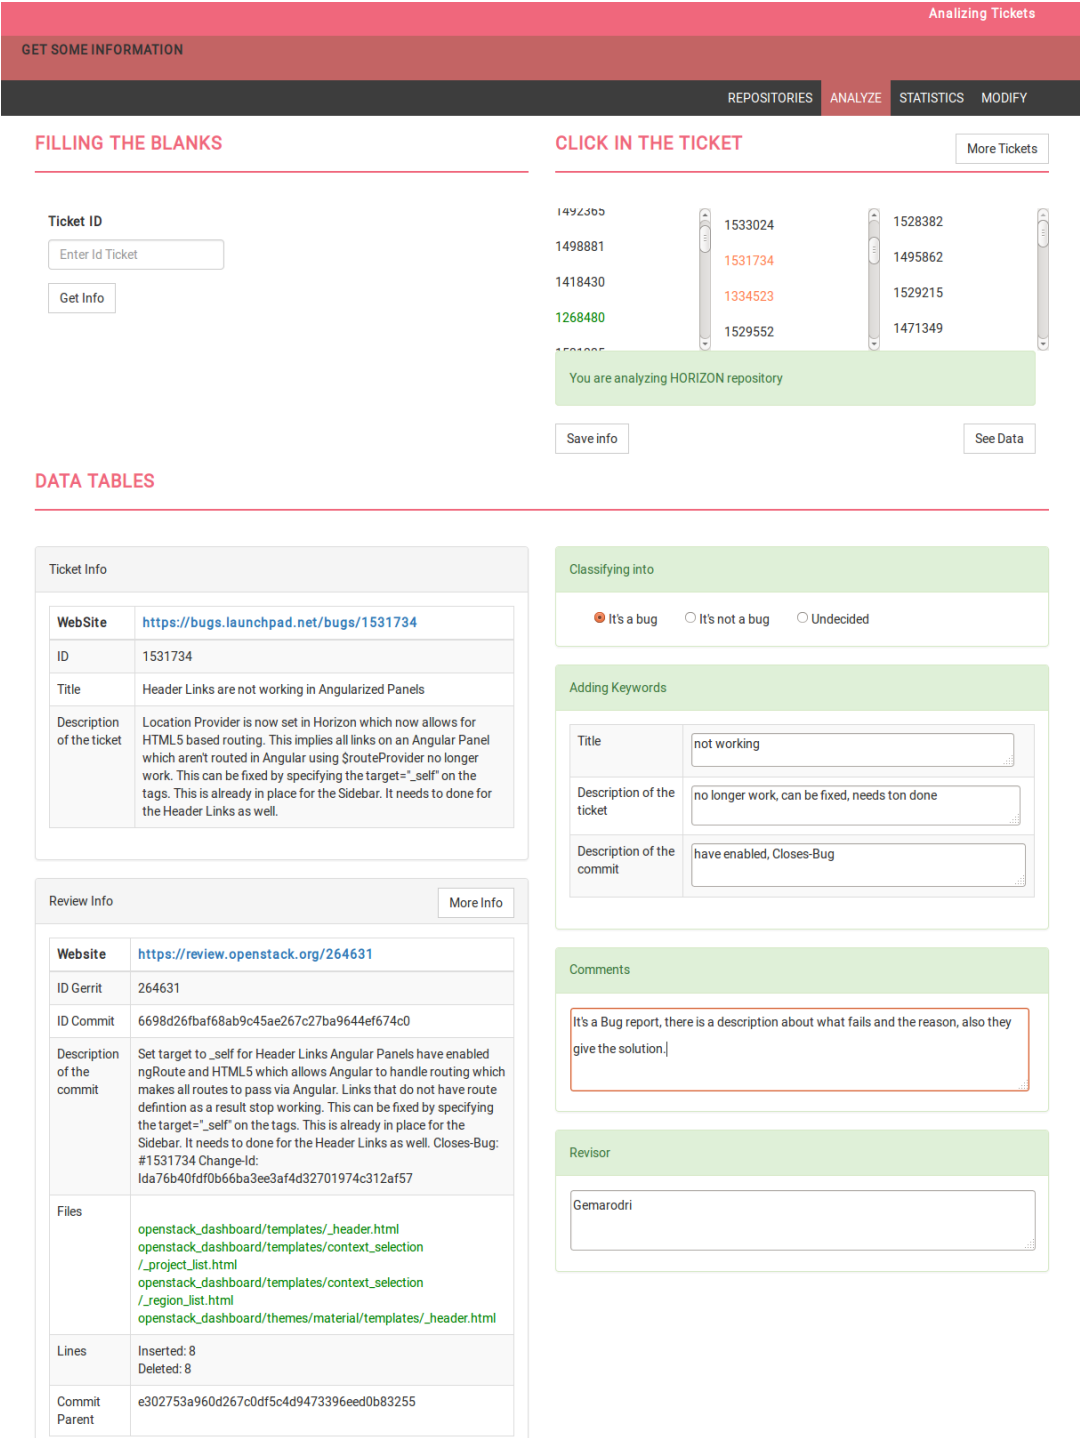 Analizing Tickets
GET SOME INFORMATION
REPOSITORIES ANALYZE STATISTICS MODIFY
FILLING THE BLANKS
Ticket ID
Enter Id Ticket
Get Info
CLICK IN THE TICKET
More Tickets
1492365
1498881
1418430
1268480
1533024
1531734
1334523
1529552
1528382
1495862
1529215
1471349
You are analyzing HORIZON repository
Save info
See Data
DATA TABLES
Ticket Info
WebSite https://bugs.launchpad.net/bugs/1531734
ID 1531734
Title Header Links are not working in Angularized Panels
Description Location Provider is now set in Horizon which now allows for
of the ticket HTML5 based routing. This implies all links on an Angular Panel
which aren't routed in Angular using $routeProvider no longer
work. This can be fixed by specifying the target="_self" on the
tags. This is already in place for the Sidebar. It needs to done for
the Header Links as well.
Review Info
More Info
Website https://review.openstack.org/264631
ID Gerrit 264631
ID Commit 6698d26fbaf68ab9c45ae267c27ba9644ef674c0
Description Set target to _self for Header Links Angular Panels have enabled
of the ngRoute and HTML5 which allows Angular to handle routing which
commit makes all routes to pass via Angular. Links that do not have route
defintion as a result stop working. This can be fixed by specifying
the target="_self" on the tags. This is already in place for the
Sidebar. It needs to done for the Header Links as well. Closes-Bug:
#1531734 Change-Id:
Ida76b40fdf0b66ba3ee3af4d32701974c312af57
Files
openstack_dashboard/templates/_header.html
openstack_dashboard/templates/context_selection
/_project_list.html
openstack_dashboard/templates/context_selection
/_region_list.html
openstack_dashboard/themes/material/templates/_header.html
Lines Inserted: 8
Deleted: 8
Commit e302753a960d267c0df5c4d9473396eed0b83255
Parent
Classifying into
It's a bug It's not a bug Undecided
Adding Keywords
Title not working
Description of the no longer work, can be fixed, needs ton done
ticket
Description of the have enabled, Closes-Bug
commit
Comments
It's a Bug report, there is a description about what fails and the reason, also they
give the solution.
Revisor
Gemarodri